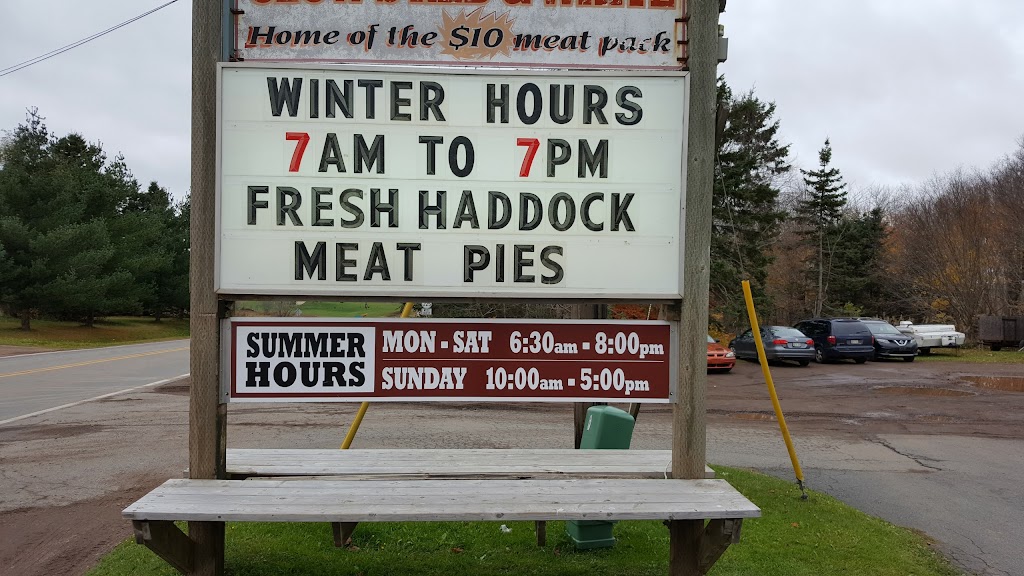 Home of the $10 meat pack
WINTER HOURS
7AM TO 7PM
FRESH HADDOCK
MEAT PIES
SUMMER HOURS
MON - SAT 6:30am - 8:00pm
SUNDAY 10:00am - 5:00pm